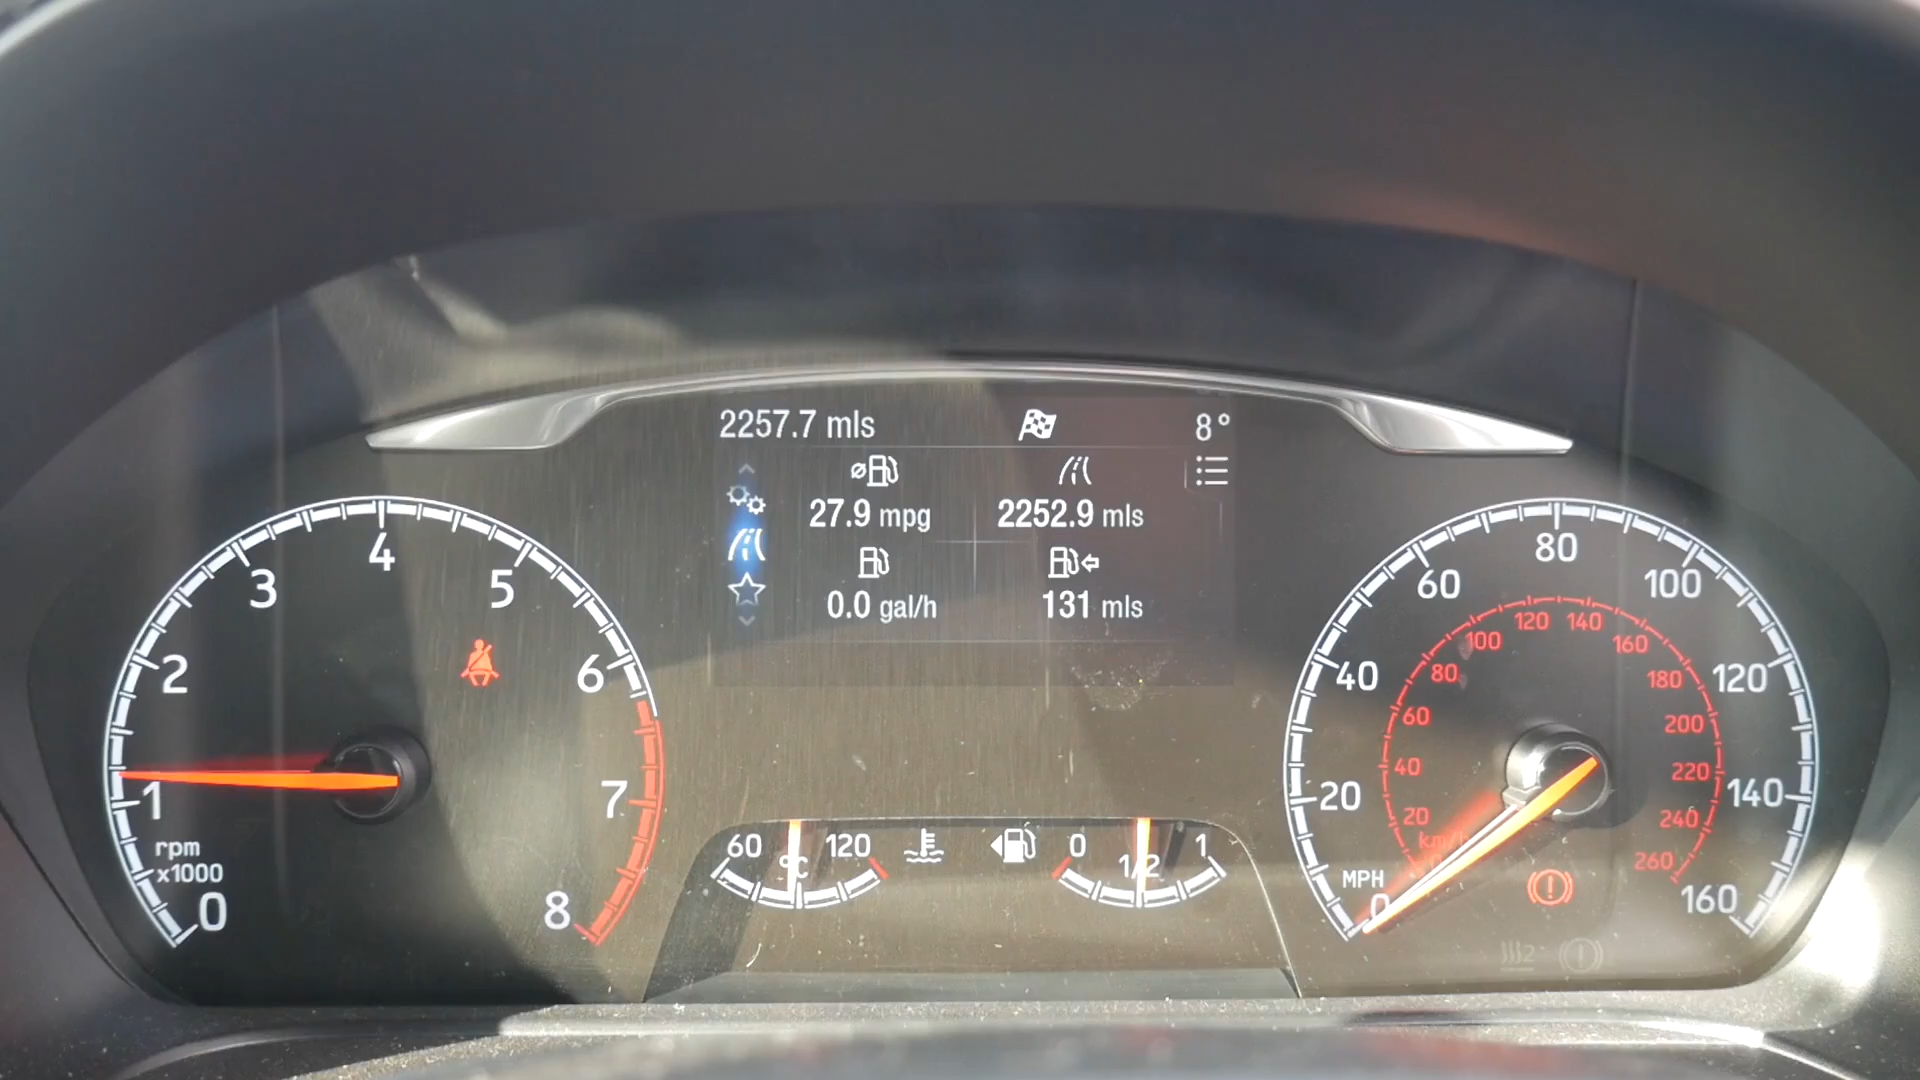 2257.7 mls 8°
27.9 mpg 2252.9 mls
0.0 gal/h 131 mls
0 1 2 3 4 5 6 7 8
rpm
x1000
60 °C 120
0 1/2 1
0 20 40 60 80 100 120 140 160
MPH
20 40 60 80 100 120 140 160 180 200 220 240 260
km/h